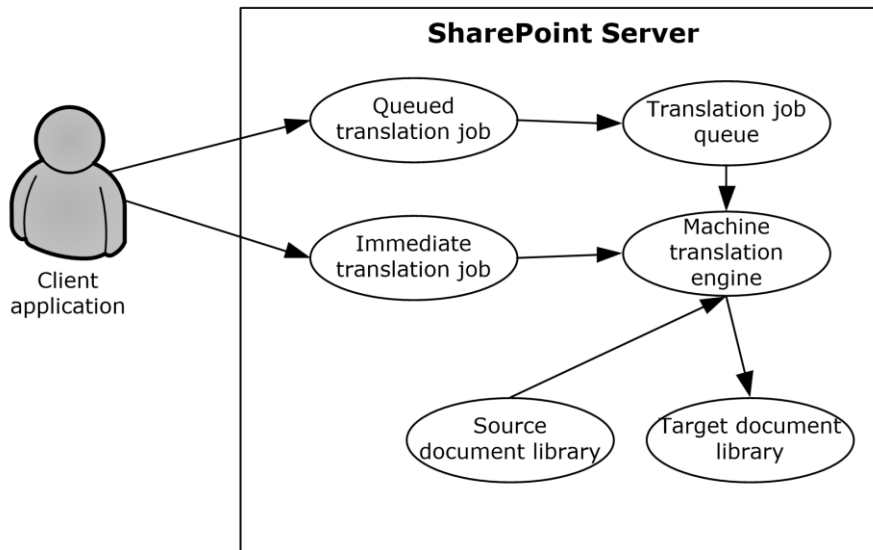 SharePoint Server
Queued
translation job
Translation job
queue
Immediate
translation job
Machine
translation
engine
Client
application
Source
document library
Target document
library